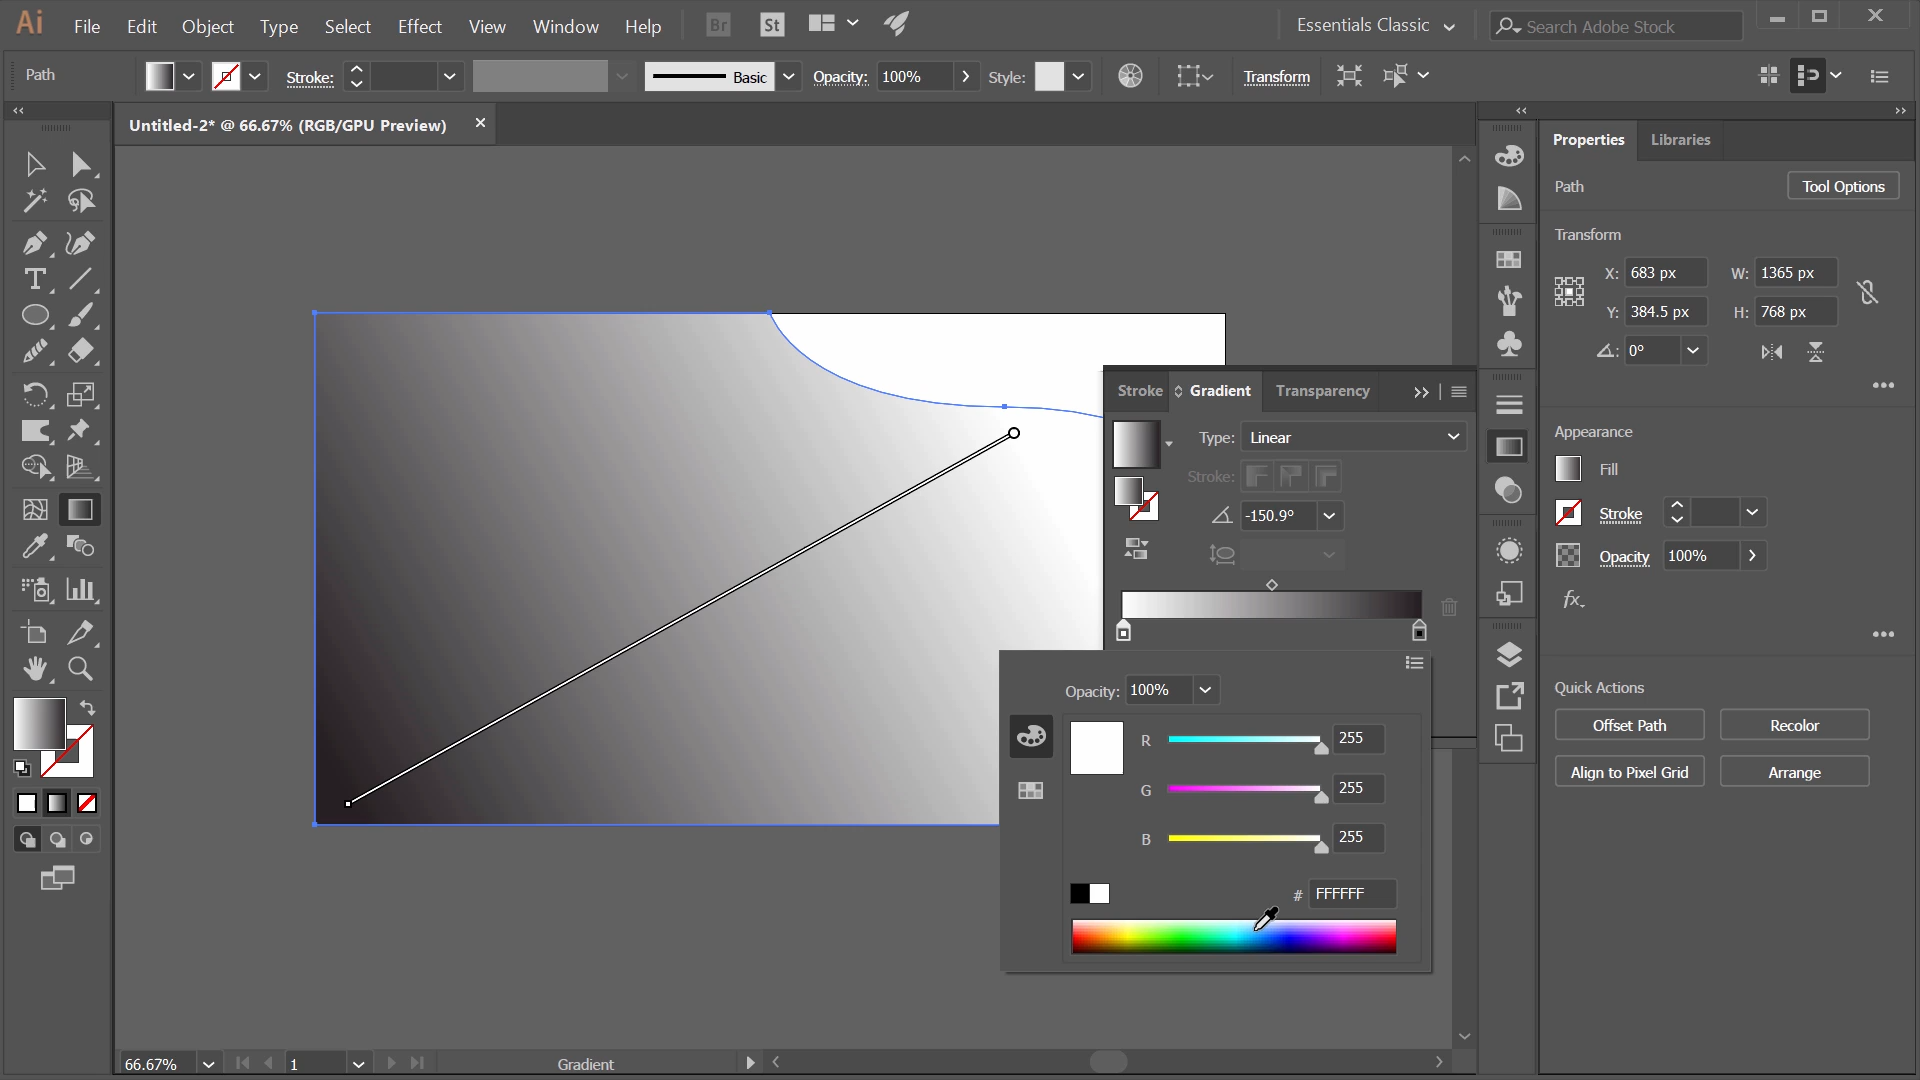 Ai File Edit Object Type Select Effect View Window Help Br St Essentials Classic Search Adobe Stock
Path Stroke: Basic Opacity: 100% Style: Transform
Untitled-2* @ 66.67% (RGB/GPU Preview)
Properties Libraries
Path Tool Options
Transform
X: 683 px W: 1365 px
Y: 384.5 px H: 768 px
0°
Stroke Gradient Transparency
Type: Linear
Stroke:
-150.9°
Appearance
Fill
Stroke
Opacity 100%
fx
Opacity: 100%
R 255
G 255
B 255
# FFFFFF
Quick Actions
Offset Path Recolor
Align to Pixel Grid Arrange
66.67% 1 Gradient